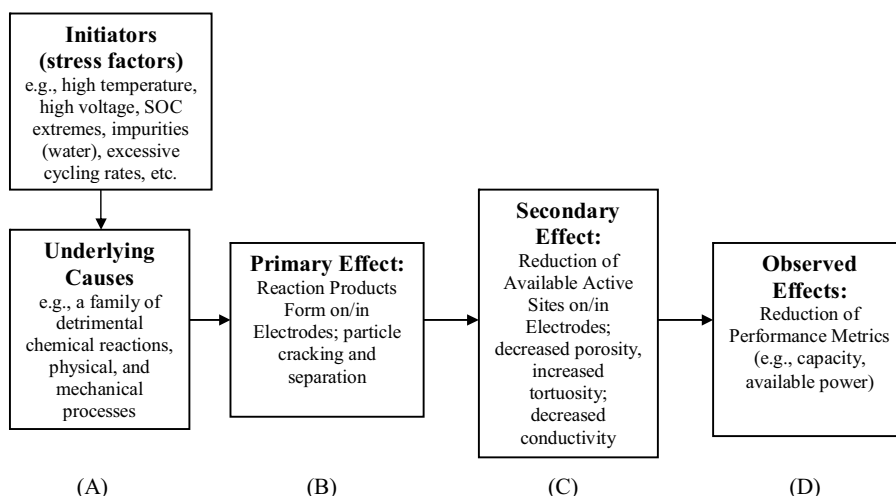 Initiators
(stress factors)
e.g., high temperature,
high voltage, SOC
extremes, impurities
(water), excessive
cycling rates, etc.
Underlying
Causes
e.g., a family of
detrimental
chemical reactions,
physical, and
mechanical
processes
Primary Effect:
Reaction Products
Form on/in
Electrodes; particle
cracking and
separation
Secondary
Effect:
Reduction of
Available Active
Sites on/in
Electrodes;
decreased porosity,
increased
tortuosity;
decreased
conductivity
Observed
Effects:
Reduction of
Performance Metrics
(e.g., capacity,
available power)
(A)
(B)
(C)
(D)